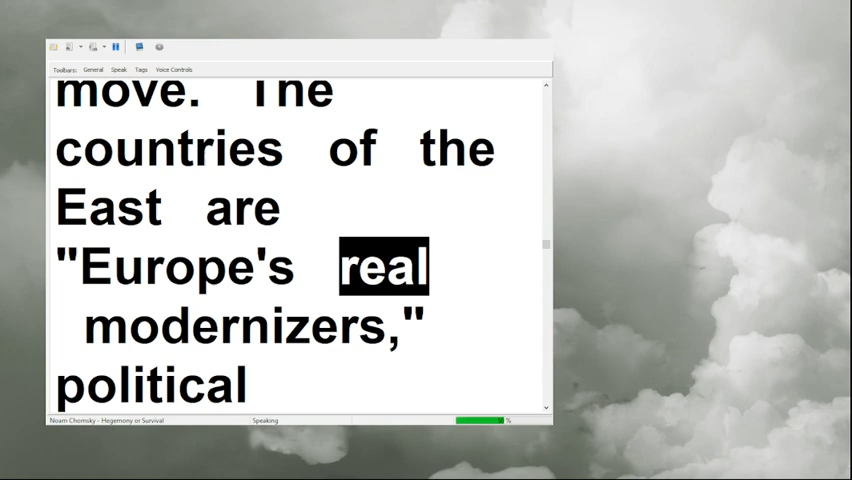 Toolbars: General Speak Tags Voice Controls
move. The
countries of the
East are
"Europe's real
modernizers,"
political
Noam Chomsky - Hegemony or Survival Speaking %